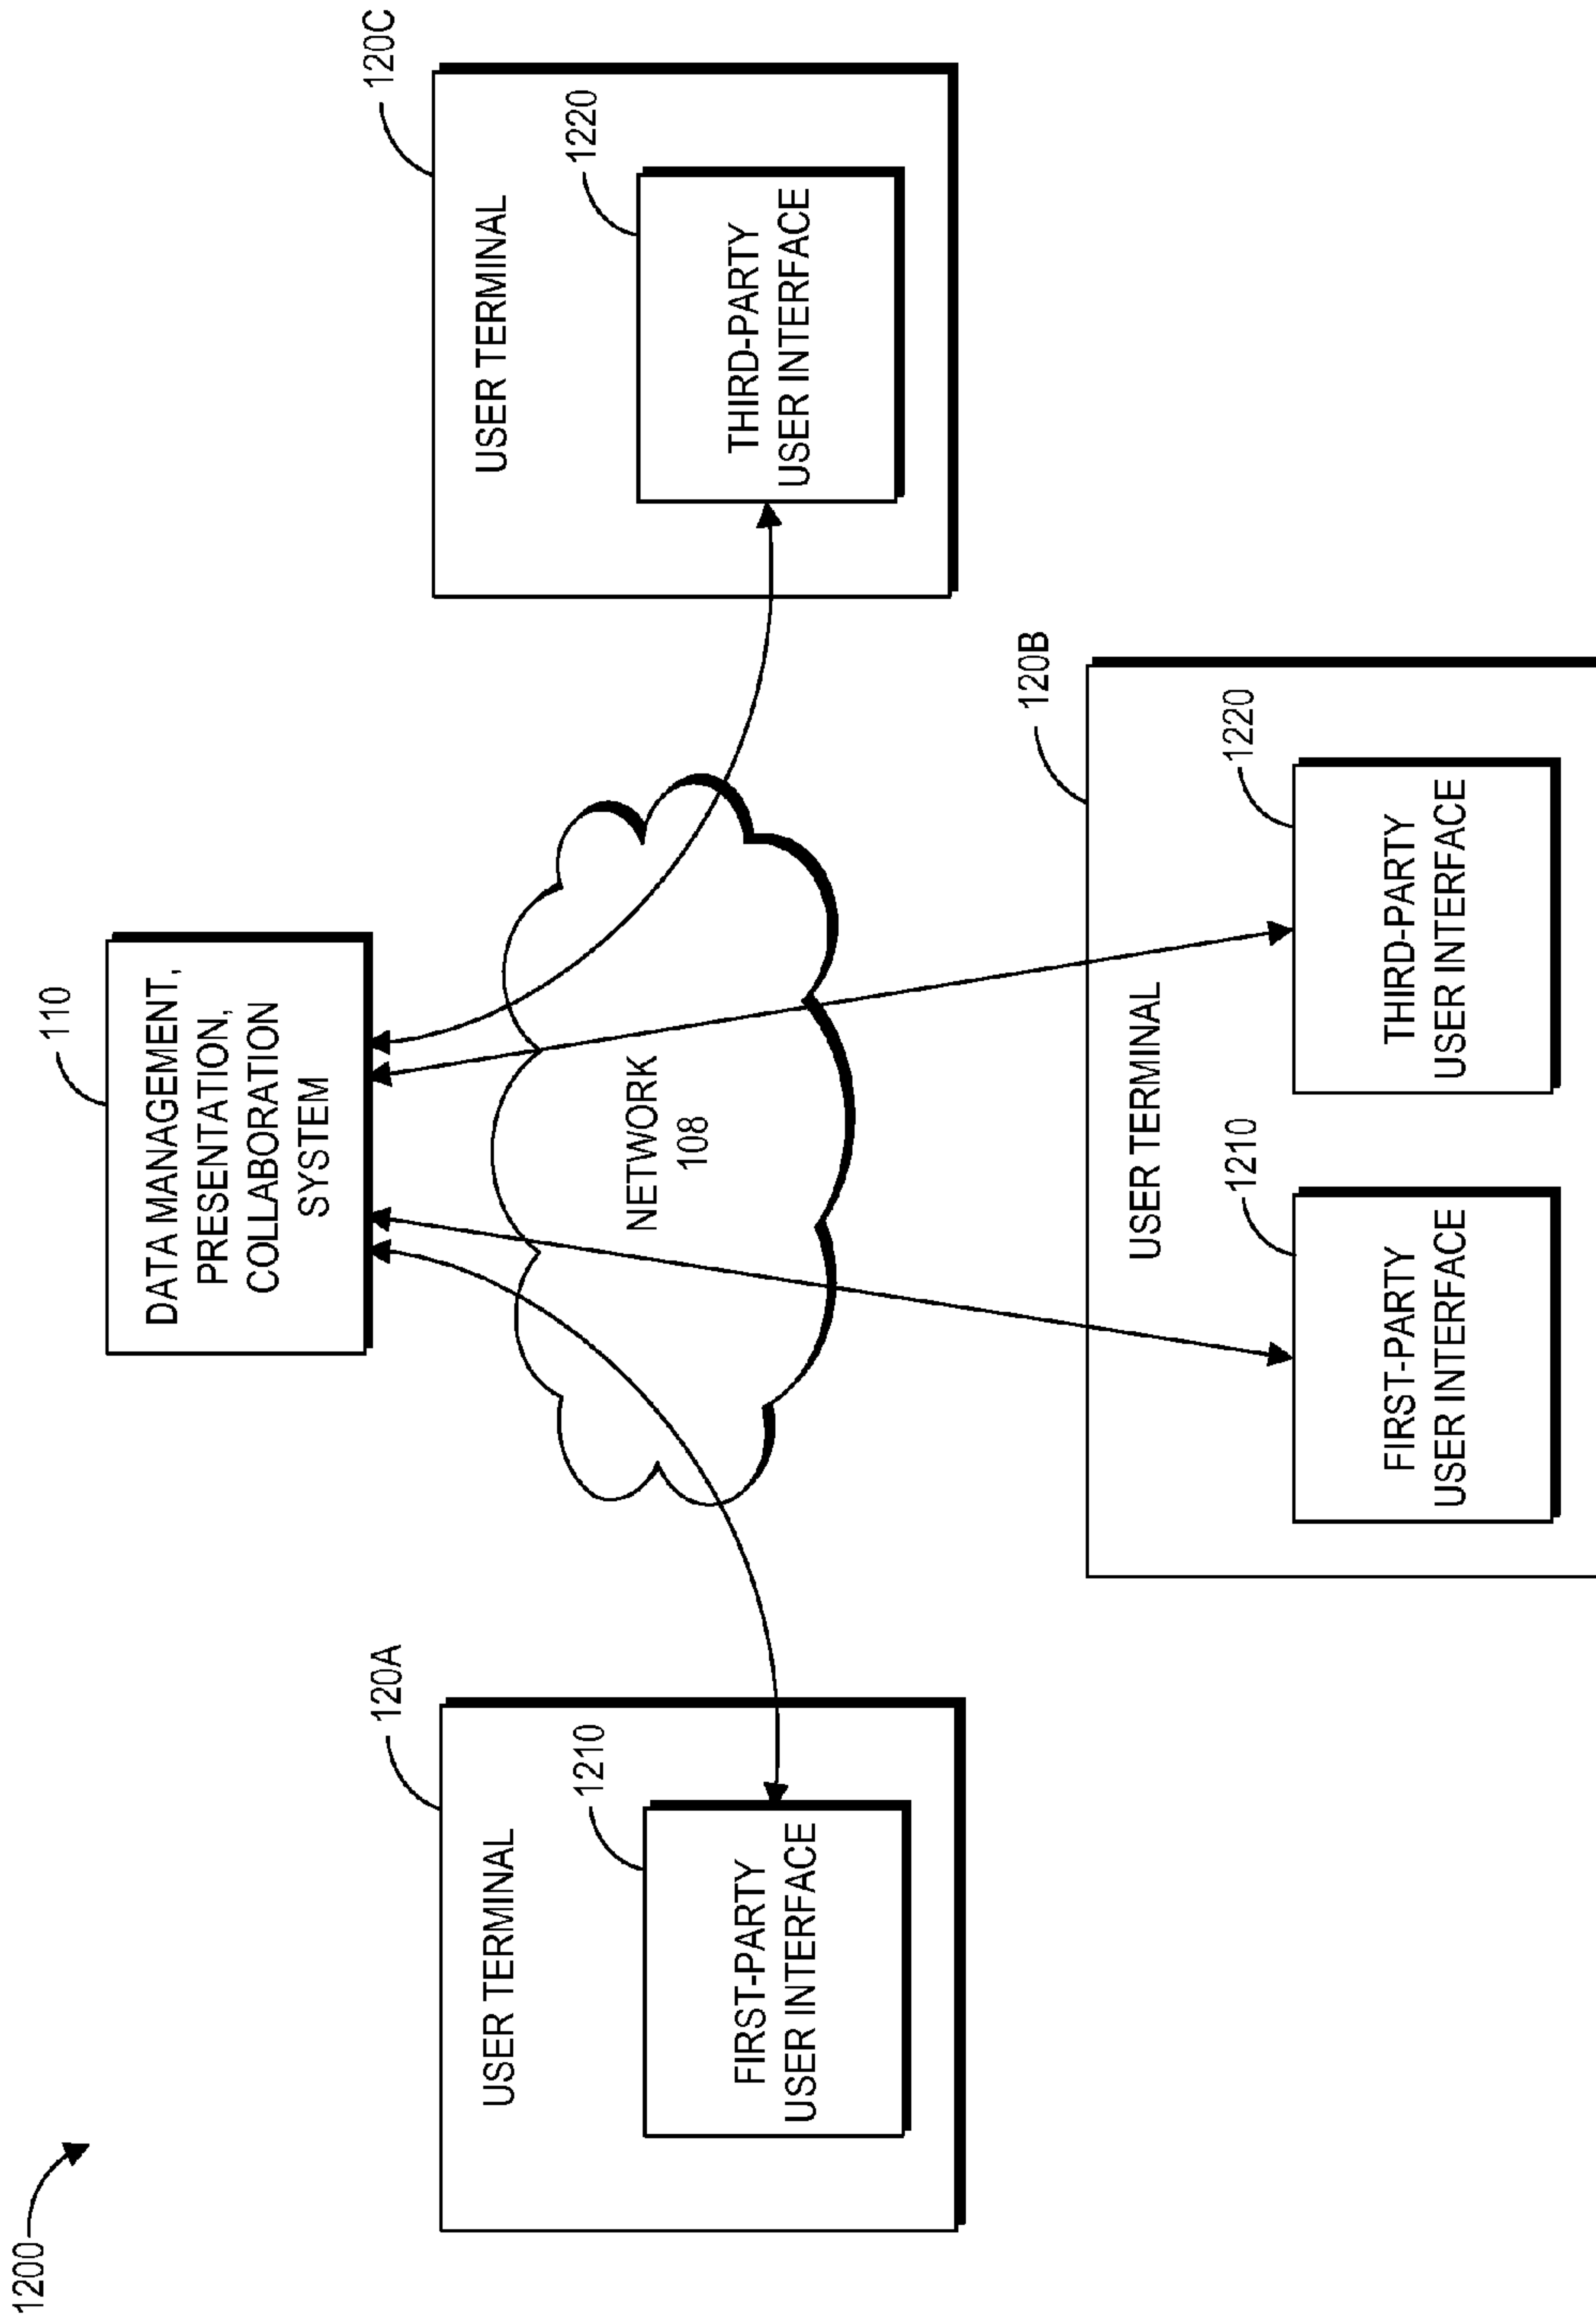 1200
110
DATA MANAGEMENT,
PRESENTATION,
COLLABORATION
SYSTEM
120A
USER TERMINAL
1210
FIRST-PARTY
USER INTERFACE
NETWORK
108
120C
USER TERMINAL
1220
THIRD-PARTY
USER INTERFACE
120B
USER TERMINAL
1210
FIRST-PARTY
USER INTERFACE
1220
THIRD-PARTY
USER INTERFACE